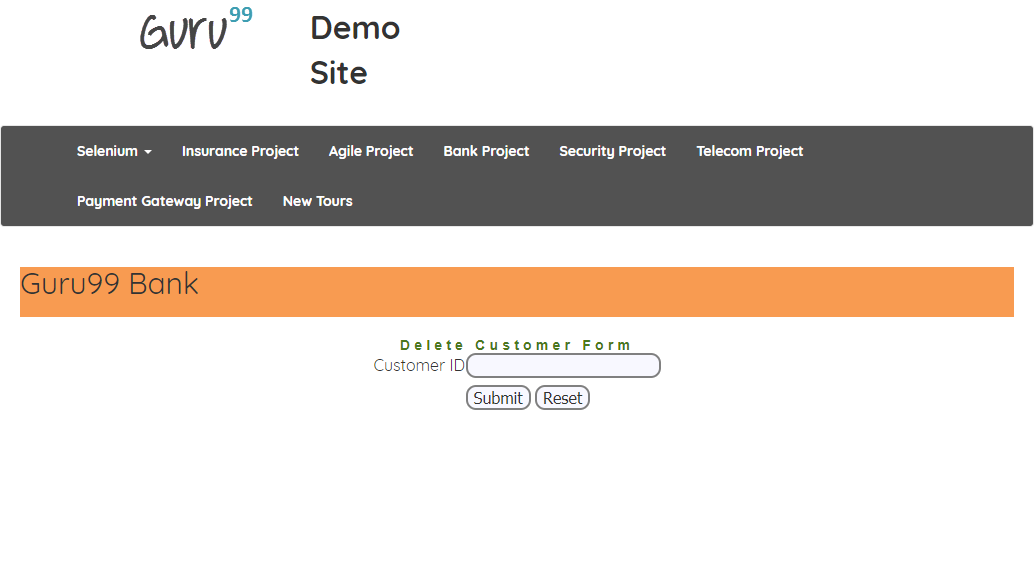 Guru99
Demo
Site
Selenium Insurance Project Agile Project Bank Project Security Project Telecom Project
Payment Gateway Project New Tours
Guru99 Bank
Delete Customer Form
Customer ID
Submit Reset